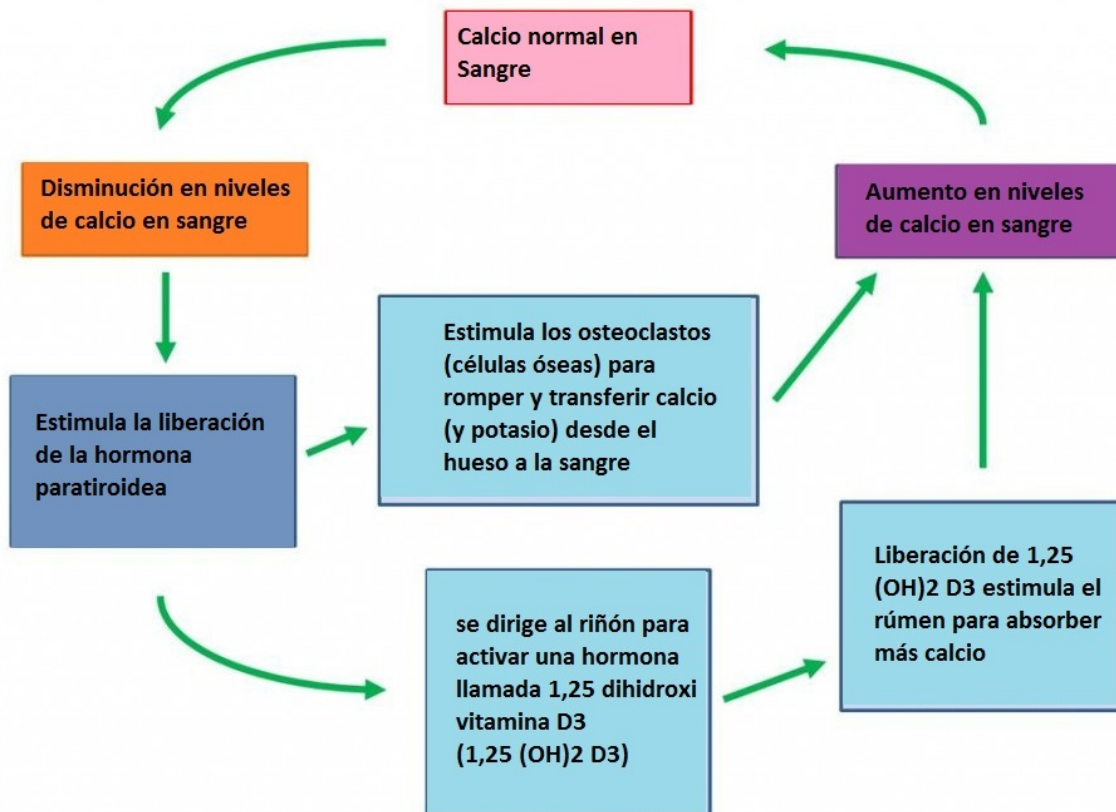 Calcio normal en
Sangre
Disminución en niveles
de calcio en sangre
Aumento en niveles
de calcio en sangre
Estimula la liberación
de la hormona
paratiroidea
Estimula los osteoclastos
(células óseas) para
romper y transferir calcio
(y potasio) desde el
hueso a la sangre
se dirige al riñón para
activar una hormona
llamada 1,25 dihidroxi
vitamina D3
(1,25 (OH)2 D3)
Liberación de 1,25
(OH)2 D3 estimula el
rúmen para absorber
más calcio